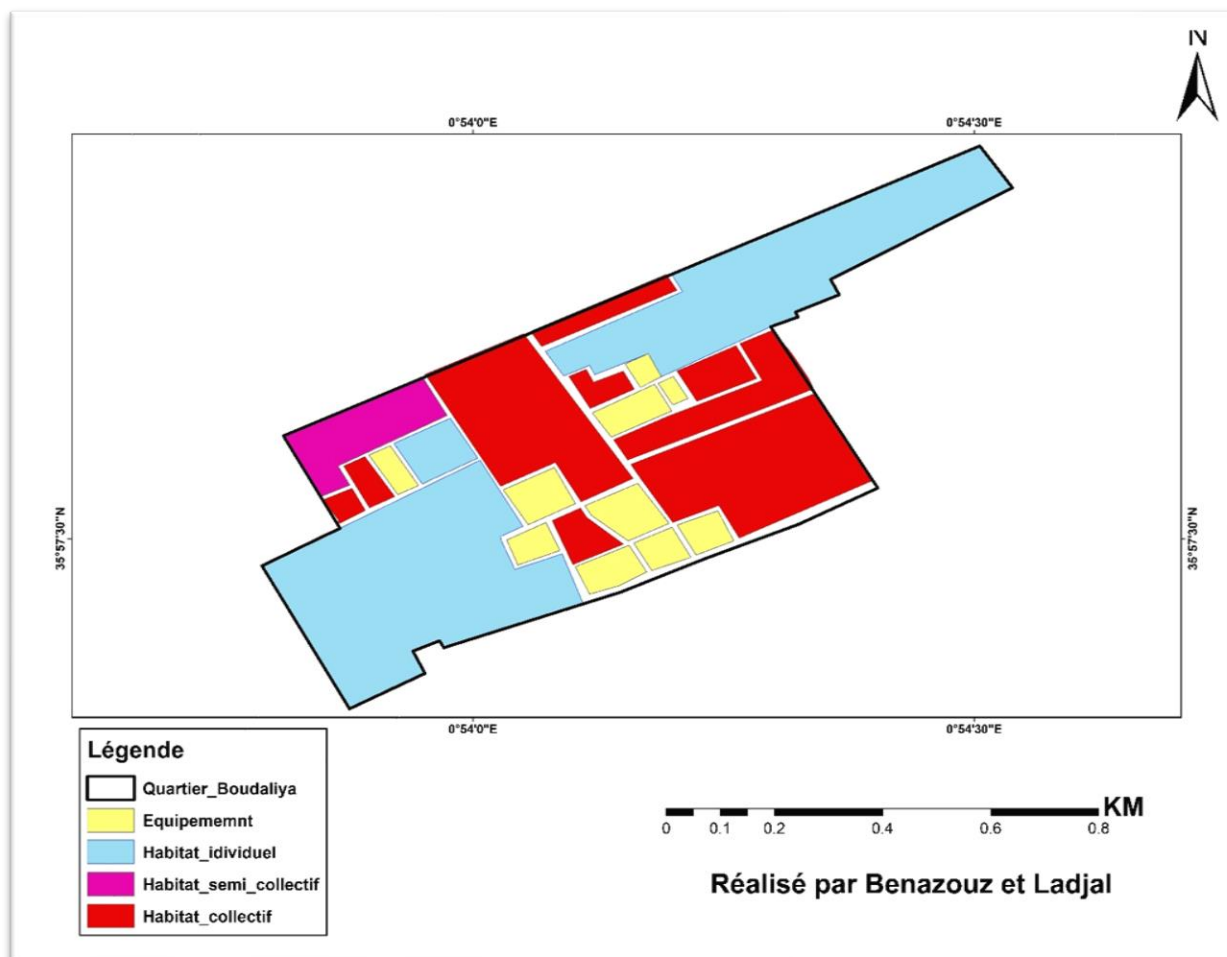 N
0°54'0"E 0°54'30"E
35°57'30"N
35°57'30"N
0°54'0"E 0°54'30"E
Légende
Quartier_Boudaliya
Equipememnt
Habitat_idividuel
Habitat_semi_collectif
Habitat_collectif
KM
0 0.1 0.2 0.4 0.6 0.8
Réalisé par Benazouz et Ladjal